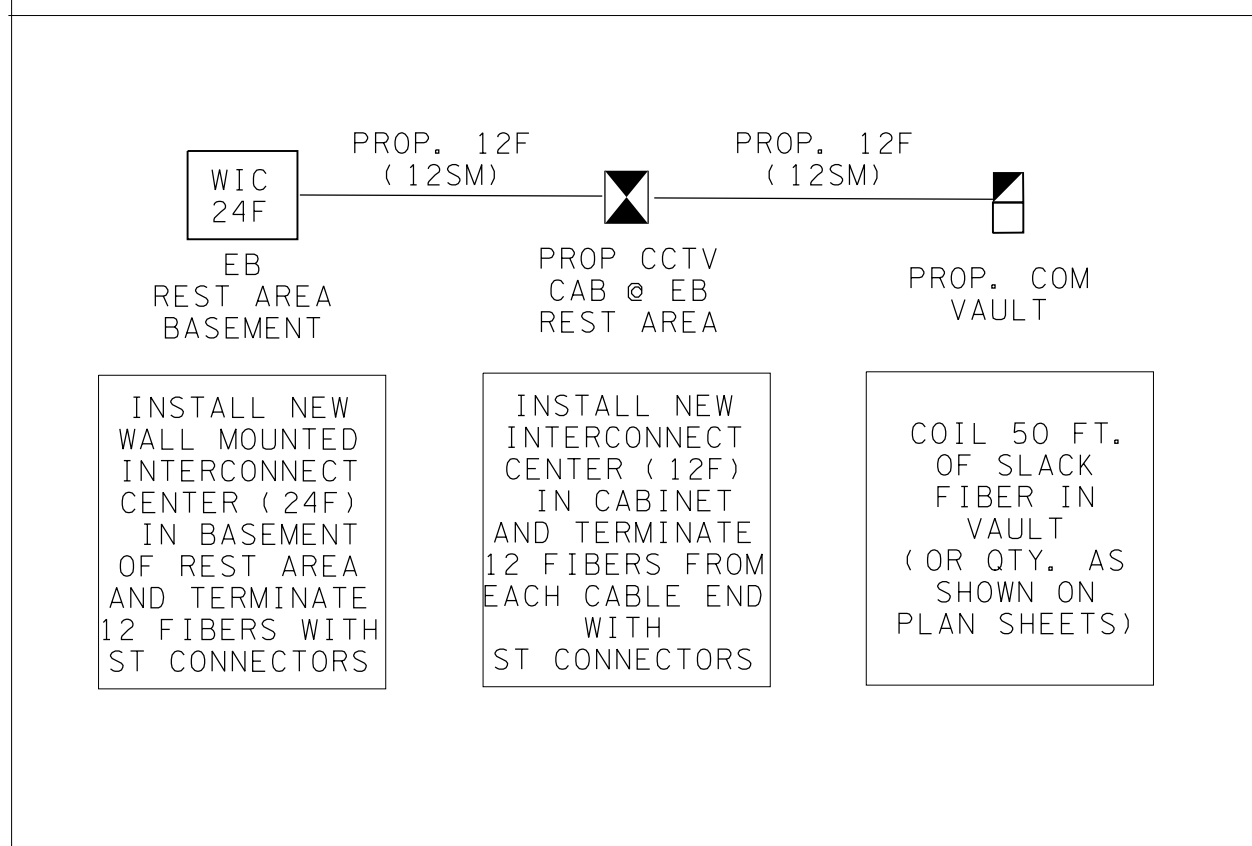 PROP. 12F
(12SM)
PROP. 12F
(12SM)
WIC
24F
EB
REST AREA
BASEMENT
PROP CCTV
CAB @ EB
REST AREA
PROP. COM
VAULT
INSTALL NEW
WALL MOUNTED
INTERCONNECT
CENTER (24F)
IN BASEMENT
OF REST AREA
AND TERMINATE
12 FIBERS WITH
ST CONNECTORS
INSTALL NEW
INTERCONNECT
CENTER (12F)
IN CABINET
AND TERMINATE
12 FIBERS FROM
EACH CABLE END
WITH
ST CONNECTORS
COIL 50 FT.
OF SLACK
FIBER IN
VAULT
(OR QTY. AS
SHOWN ON
PLAN SHEETS)